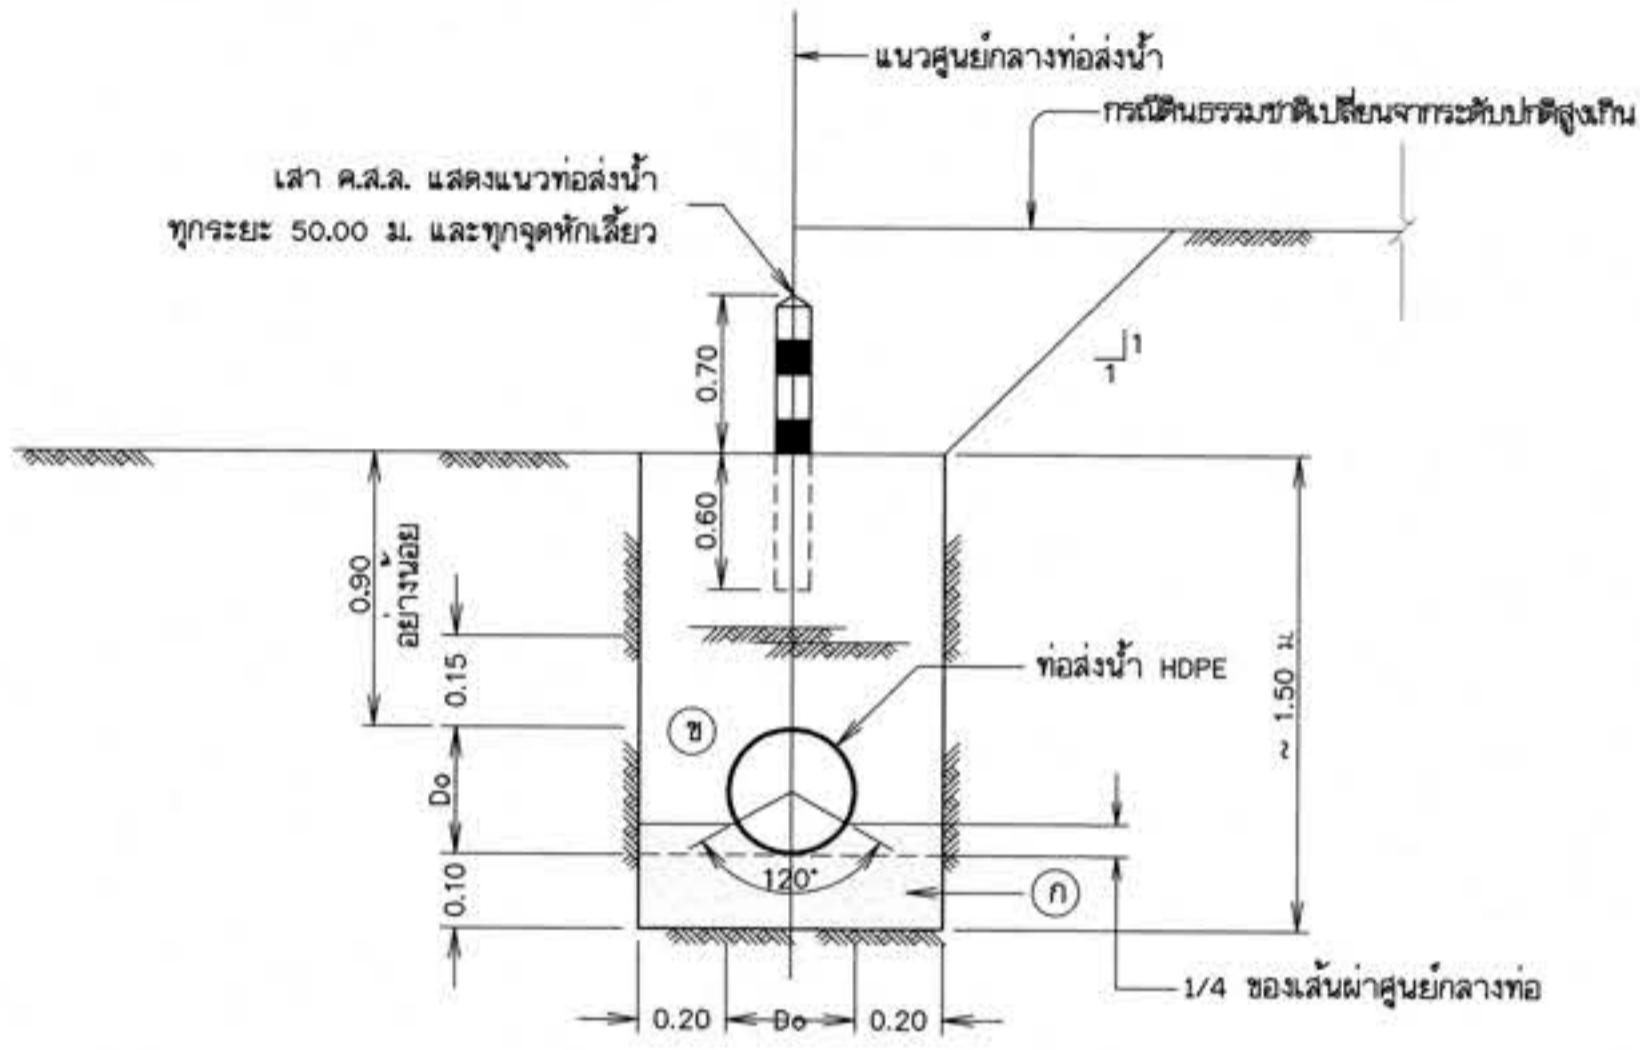 แนวศูนย์กลางท่อส่งน้ำ
กรณีดินธรรมชาติเปลี่ยนจากระดับปกติสูงเกิน
เสา ค.ส.ล. แสดงแนวท่อส่งน้ำ
ทุกระยะ 50.00 ม. และทุกจุดหักเลี้ยว
0.70
1
1
0.60
0.90
อย่างน้อย
0.15
ท่อส่งน้ำ HDPE
~ 1.50 ม.
ข
Do
120°
0.10
ก
1/4 ของเส้นผ่าศูนย์กลางท่อ
0.20
Do
0.20